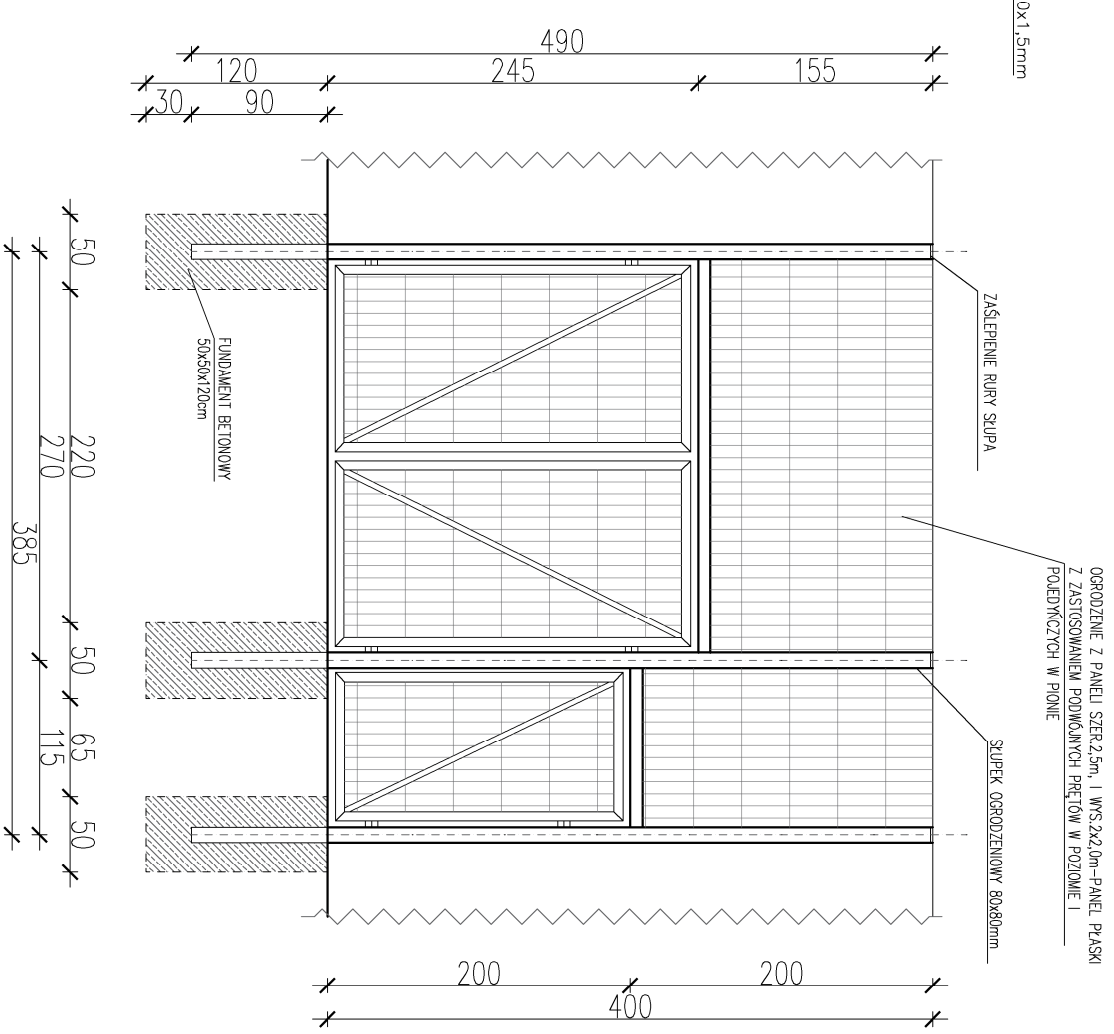 0x1,5mm
490
120
245
155
30
90
ZAŚLEPIENIE RURY SŁUPA
OGRODZENIE Z PANELI SZER.2,5m, I WYS.2x2,0m-PANEL PŁASKI
Z ZASTOSOWANIEM PODWÓJNYCH PRĘTÓW W POZIOMIE I
POJEDYŃCZYCH W PIONIE
SŁUPEK OGRODZENIOWY 80x80mm
FUNDAMENT BETONOWY
50x50x120cm
50
220
50
65
50
270
115
385
200
200
400